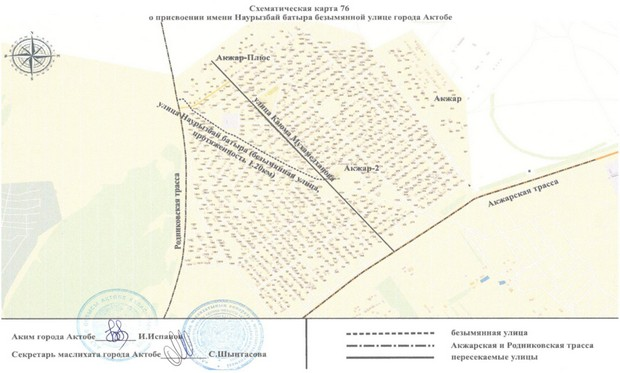 Схематическая карта 76
о присвоении имени Наурызбай батыра безымянной улице города Актобе
Акжар-Плюс
Акжар
улица Наурызбай батыра (безымянная улица,
протяженность 1,20км)
Акжар-2
Родниковская трасса
Акжарская трасса
Аким города Актобе И.Испанов
Секретарь маслихата города Актобе С.Шынтасова
безымянная улица
Акжарская и Родниковская трасса
пересекаемые улицы